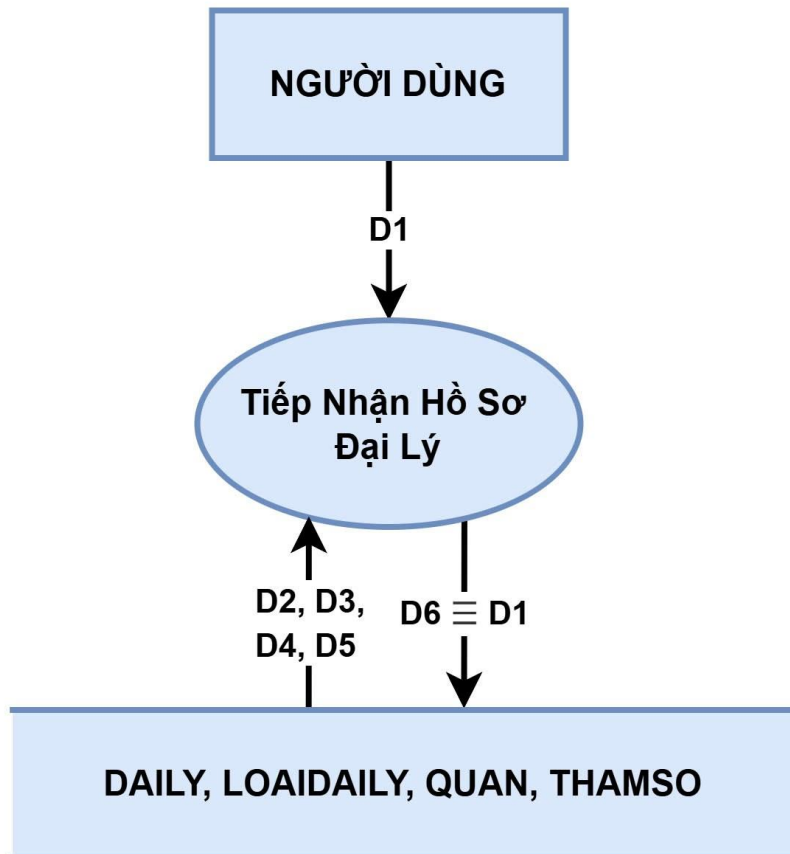 NGƯỜI DÙNG
D1
Tiếp Nhận Hồ Sơ
Đại Lý
D2, D3,
D4, D5
D6 ☰ D1
DAILY, LOAIDAILY, QUAN, THAMSO